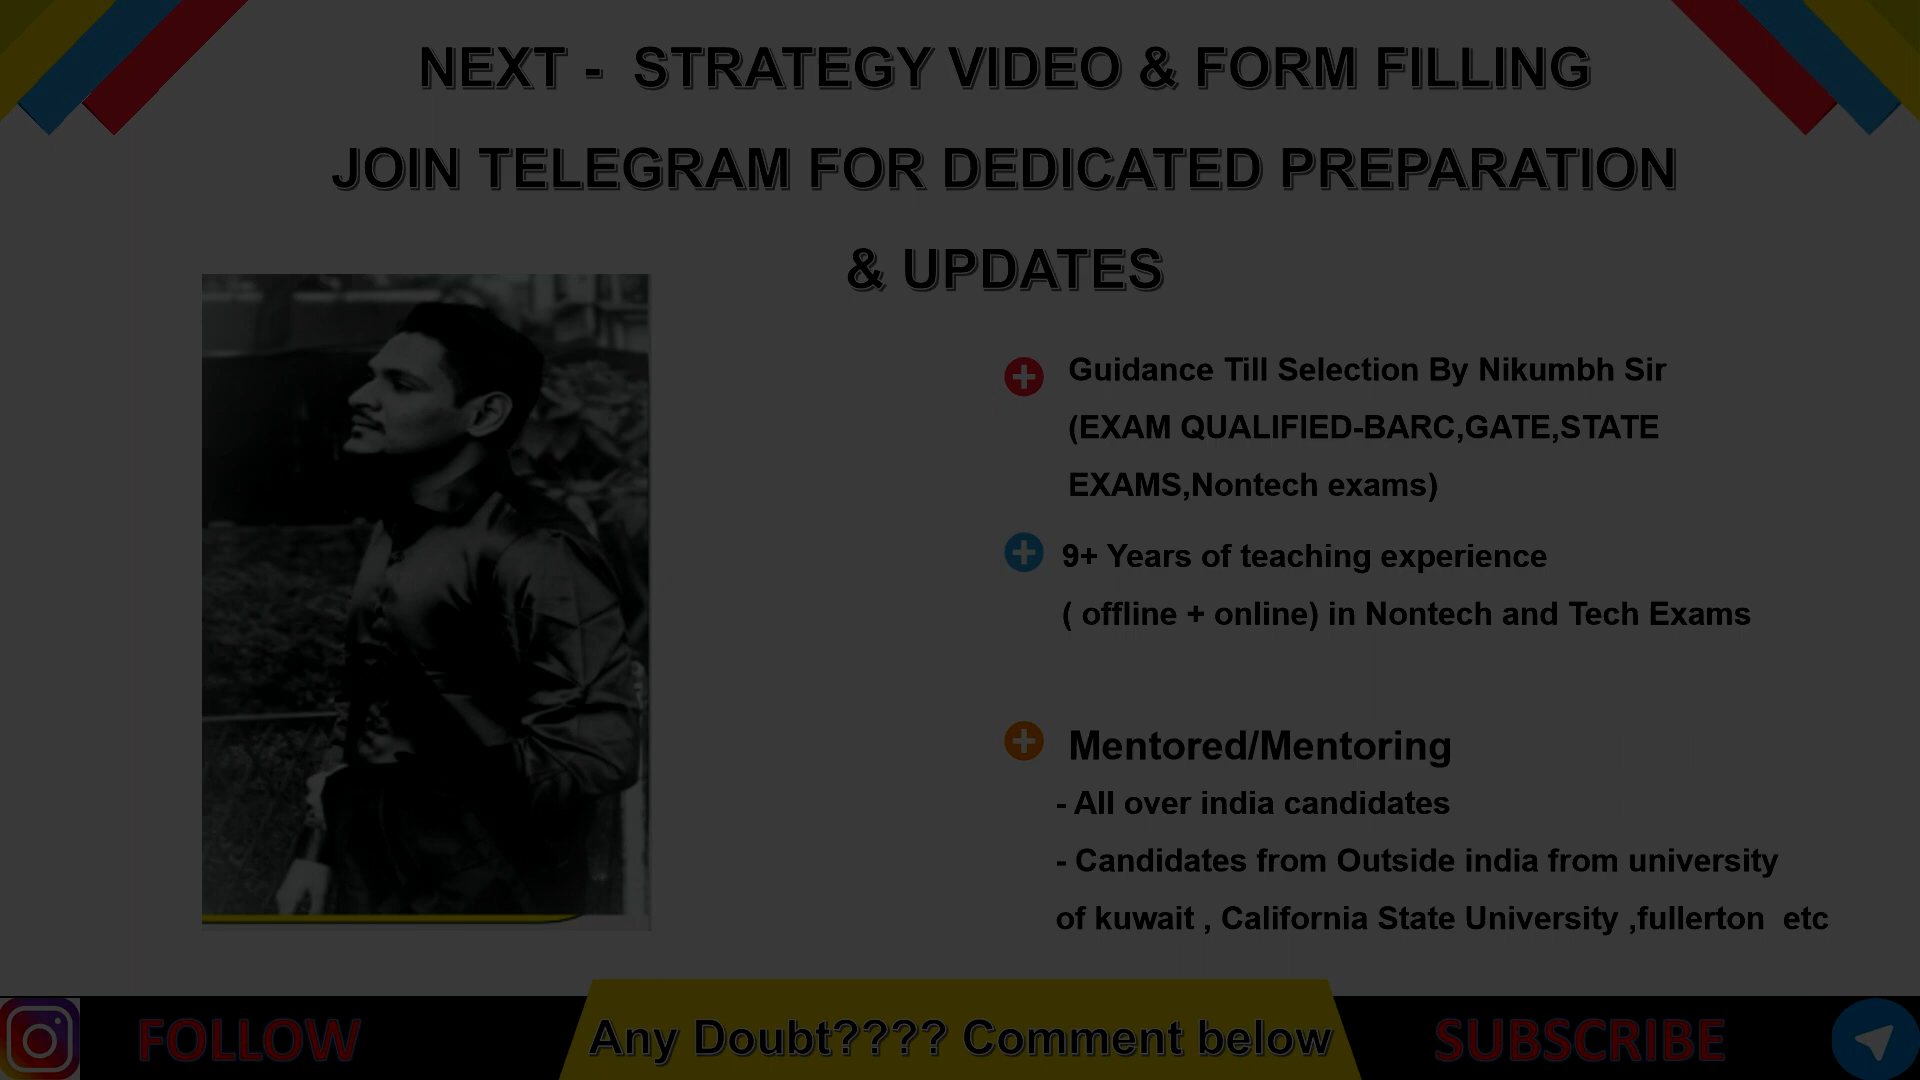 NEXT -  STRATEGY VIDEO & FORM FILLING
JOIN TELEGRAM FOR DEDICATED PREPARATION
& UPDATES
Guidance Till Selection By Nikumbh Sir
(EXAM QUALIFIED-BARC,GATE,STATE
EXAMS,Nontech exams)
9+ Years of teaching experience
( offline + online) in Nontech and Tech Exams
Mentored/Mentoring
- All over india candidates
- Candidates from Outside india from university
of kuwait , California State University ,fullerton  etc
FOLLOW
Any Doubt???? Comment below
SUBSCRIBE